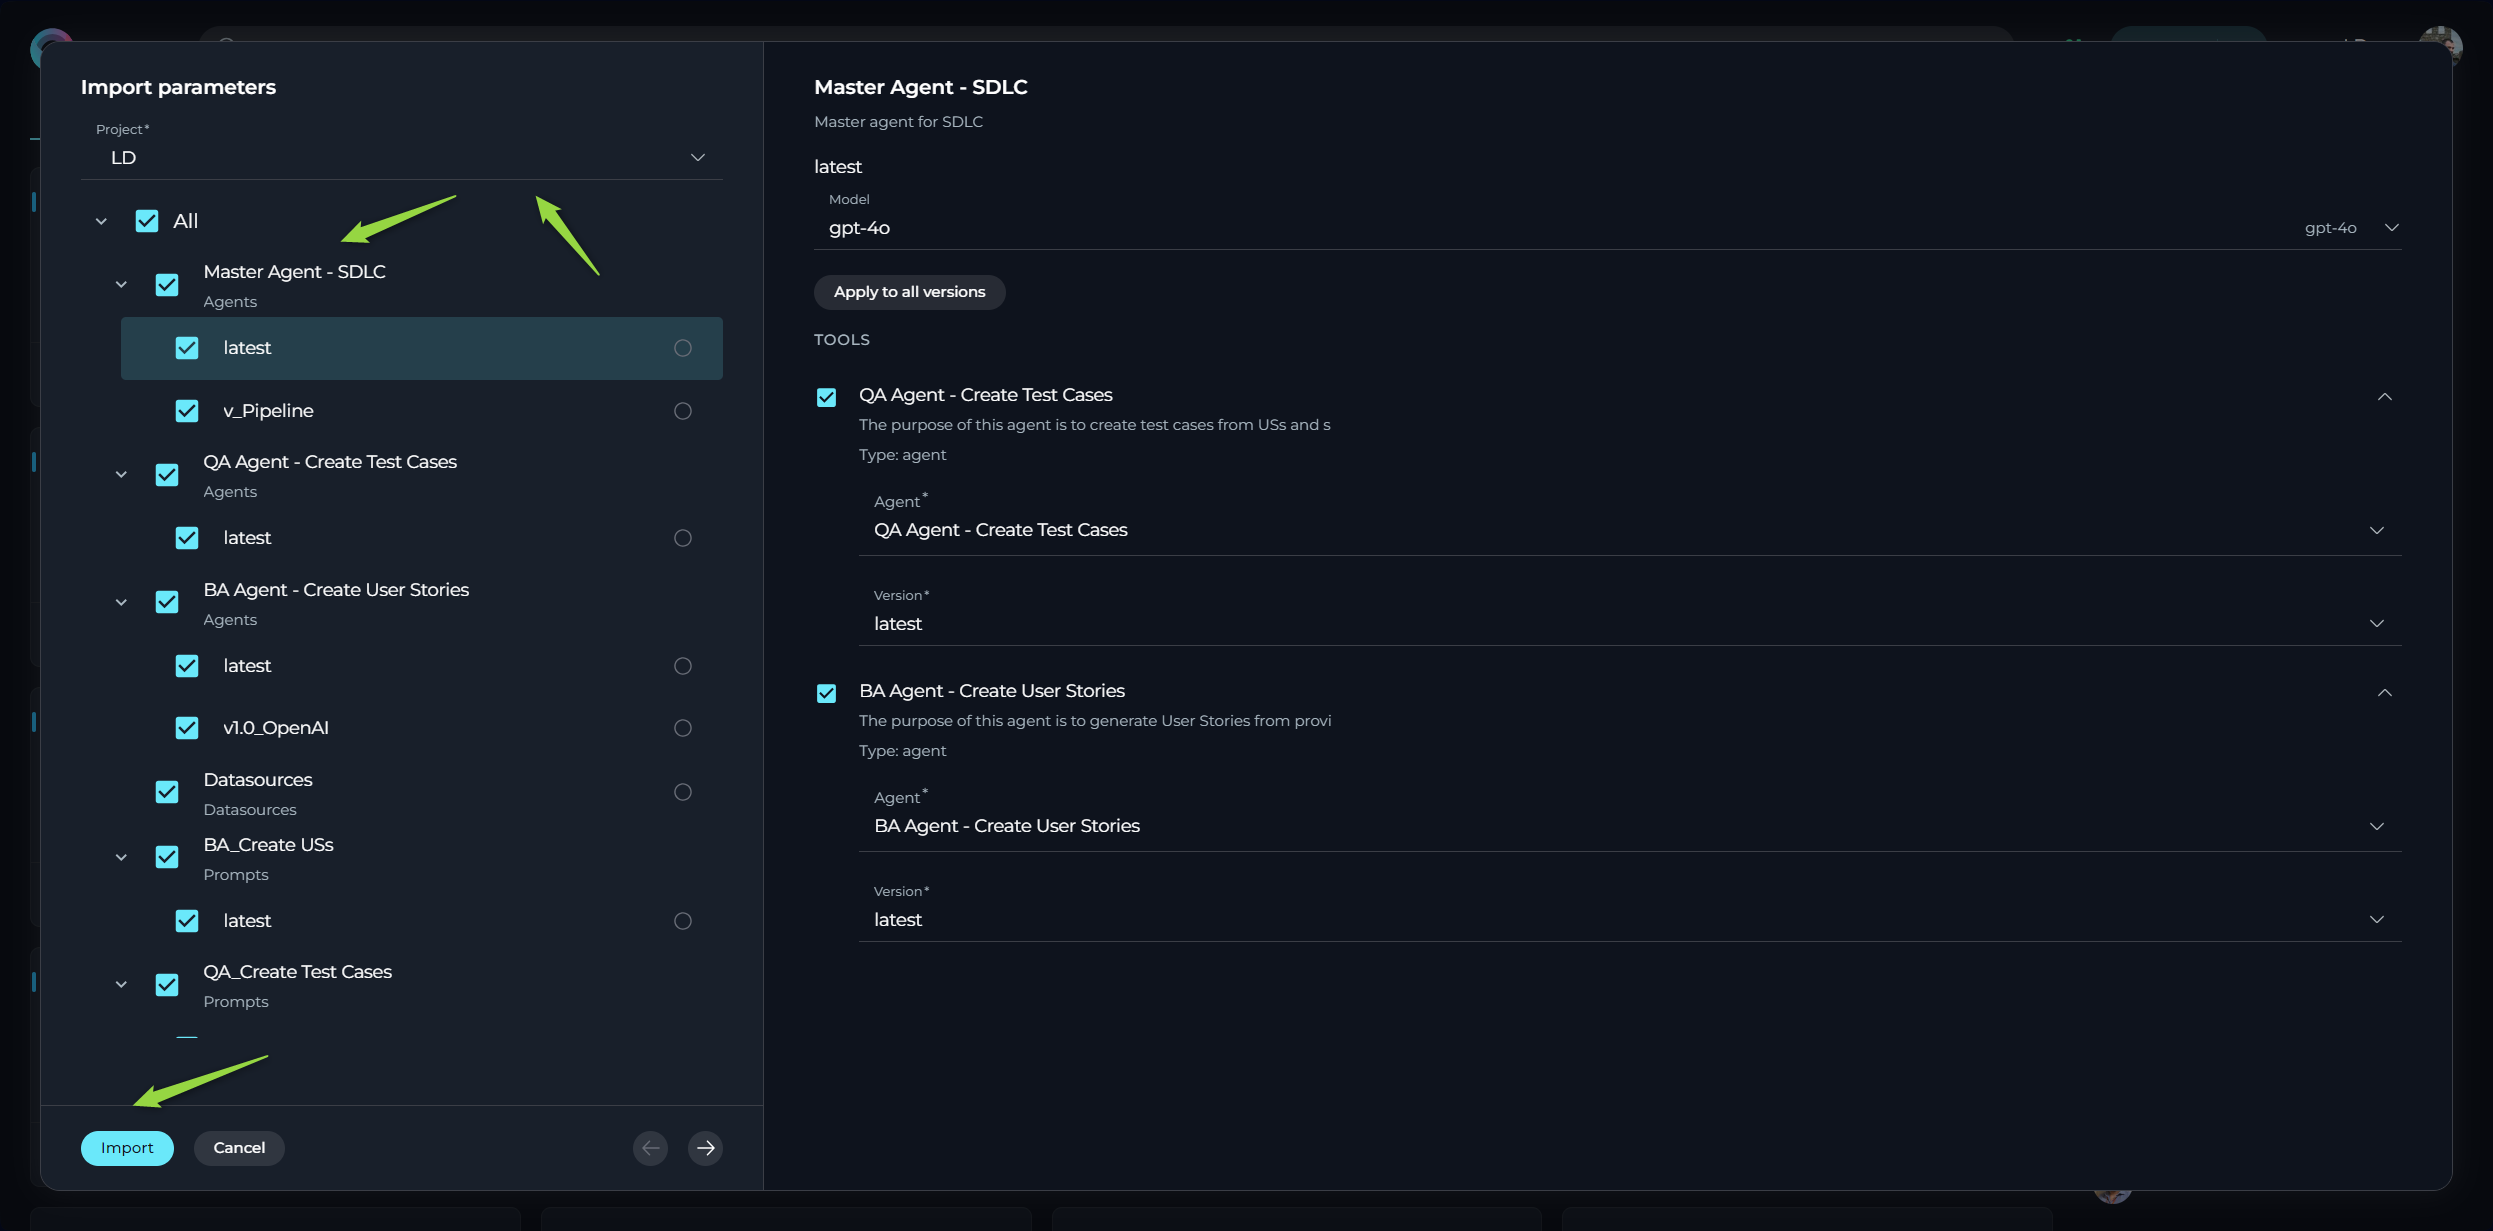 Import parameters
Project*
LD
All
Master Agent - SDLC
Agents
latest
v_Pipeline
QA Agent - Create Test Cases
Agents
latest
BA Agent - Create User Stories
Agents
latest
v1.0_OpenAI
Datasources
Datasources
BA_Create USs
Prompts
latest
QA_Create Test Cases
Prompts
Import
Cancel
Master Agent - SDLC
Master agent for SDLC
latest
Model
gpt-4o
gpt-4o
Apply to all versions
TOOLS
QA Agent - Create Test Cases
The purpose of this agent is to create test cases from USs and s
Type: agent
Agent*
QA Agent - Create Test Cases
Version*
latest
BA Agent - Create User Stories
The purpose of this agent is to generate User Stories from provi
Type: agent
Agent*
BA Agent - Create User Stories
Version*
latest